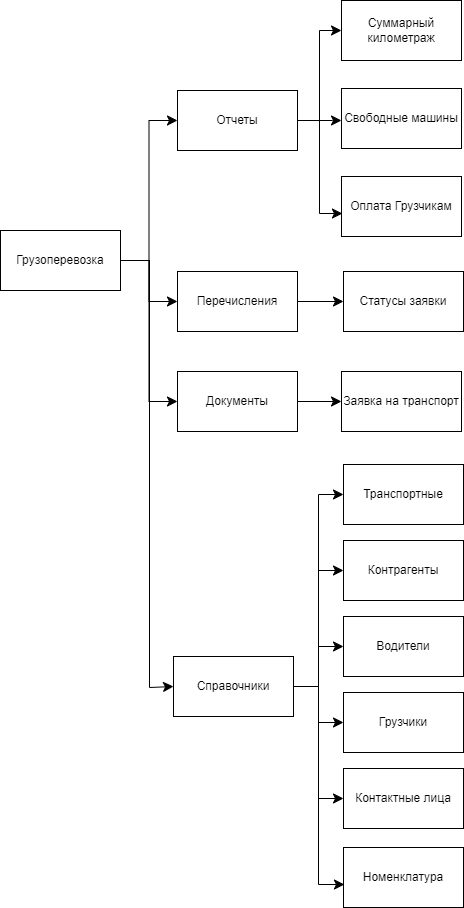 Суммарный
километраж
Отчеты
Свободные машины
Оплата Грузчикам
Грузоперевозка
Перечисления
Статусы заявки
Документы
Заявка на транспорт
Транспортные
Контрагенты
Водители
Справочники
Грузчики
Контактные лица
Номенклатура